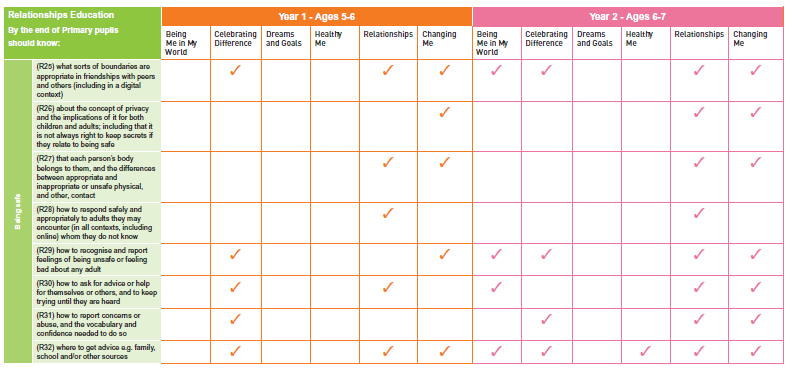 Relationships Education
By the end of Primary pupils
should know:
Year 1 - Ages 5-6
Year 2 - Ages 6-7
Being
Me in My
World
Celebrating
Difference
Dreams
and Goals
Healthy
Me
Relationships
Changing
Me
Being
Me in My
World
Celebrating
Difference
Dreams
and Goals
Healthy
Me
Relationships
Changing
Me
Being safe
(R25) what sorts of boundaries are
appropriate in friendships with peers
and others (including in a digital
context)
✓ ✓ ✓ ✓ ✓ ✓ ✓
(R26) about the concept of privacy
and the implications of it for both
children and adults; including that it
is not always right to keep secrets if
they relate to being safe
✓ ✓ ✓
(R27) that each person's body
belongs to them, and the differences
between appropriate and
inappropriate or unsafe physical,
and other, contact
✓ ✓ ✓ ✓
(R28) how to respond safely and
appropriately to adults they may
encounter (in all contexts, including
online) whom they do not know
✓ ✓
(R29) how to recognise and report
feelings of being unsafe or feeling
bad about any adult
✓ ✓ ✓ ✓ ✓ ✓
(R30) how to ask for advice or help
for themselves or others, and to keep
trying until they are heard
✓ ✓ ✓ ✓ ✓
(R31) how to report concerns or
abuse, and the vocabulary and
confidence needed to do so
✓ ✓ ✓ ✓
(R32) where to get advice e.g. family,
school and/or other sources
✓ ✓ ✓ ✓ ✓ ✓ ✓ ✓